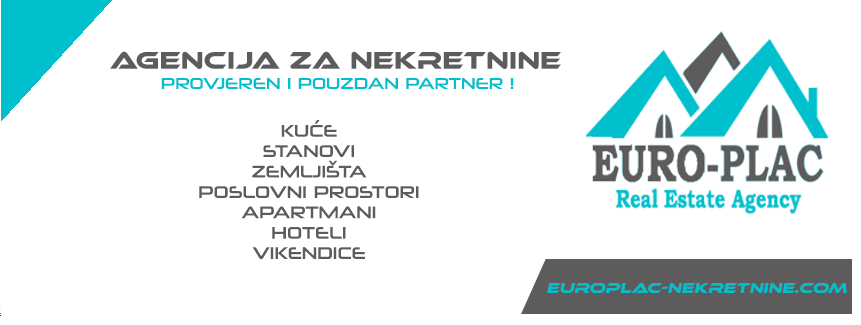 AGENCIJA ZA NEKRETNINE
PROVJEREN I POUZDAN PARTNER !
KUĆE
STANOVI
ZEMLJIŠTA
POSLOVNI PROSTORI
APARTMANI
HOTELI
VIKENDICE
EURO-PLAC
Real Estate Agency
EUROPLAC-NEKRETNINE.COM